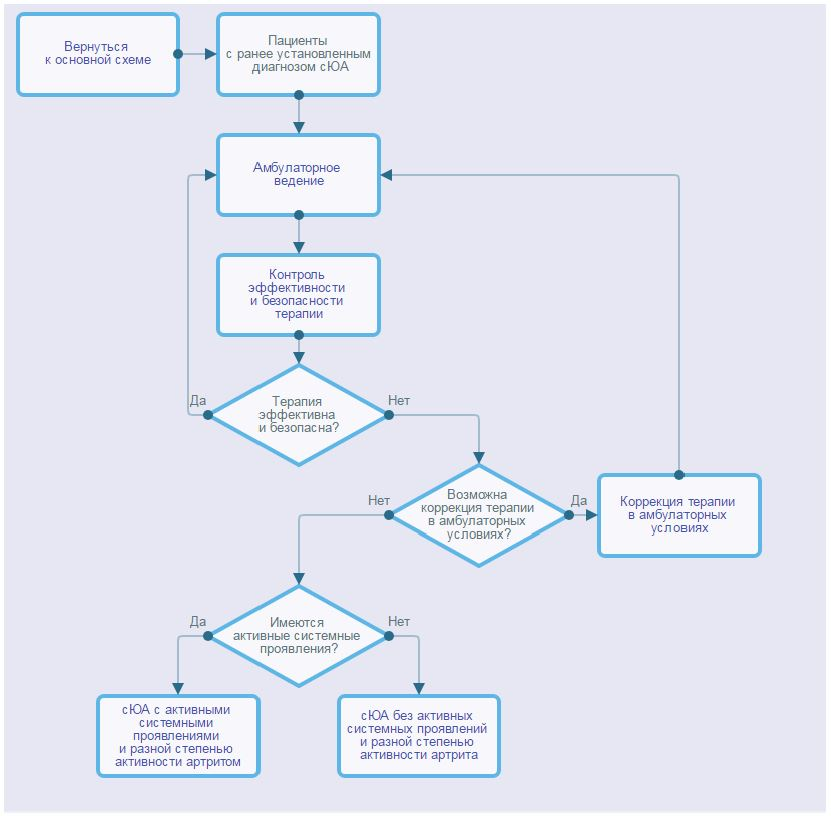 Вернуться
к основной схеме
Пациенты
с ранее установленным
диагнозом сЮА
Амбулаторное
ведение
Контроль
эффективности
и безопасности
терапии
Да
Терапия
эффективна
и безопасна?
Нет
Нет
Возможна
коррекция терапии
в амбулаторных
условиях?
Да
Коррекция терапии
в амбулаторных
условиях
Да
Имеются
активные системные
проявления?
Нет
сЮА с активными
системными
проявлениями
и разной степенью
активности артритом
сЮА без активных
системных проявлений
и разной степенью
активности артрита